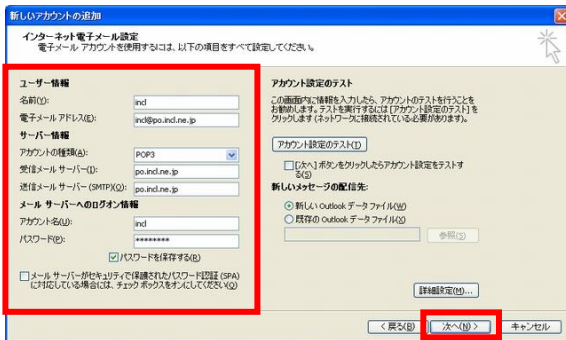 新しいアカウントの追加
インターネット電子メール設定
電子メール アカウントを使用するには、以下の項目をすべて設定してください。
ユーザー情報
名前(Y):
incl
電子メール アドレス(E):
incl@po.incl.ne.jp
サーバー情報
アカウントの種類(A):
POP3
受信メール サーバー(I):
po.incl.ne.jp
送信メール サーバー (SMTP)(O):
po.incl.ne.jp
メール サーバーへのログオン情報
アカウント名(U):
incl
パスワード(P):
********
パスワードを保存する(R)
メール サーバーがセキュリティで保護されたパスワード認証 (SPA)
に対応している場合には、チェック ボックスをオンにしてください(Q)
アカウント設定のテスト
この画面内に情報を入力したら、アカウントのテストを行うことを
お勧めします。テストを実行するには [アカウント設定のテスト] を
クリックします (ネットワークに接続されている必要があります)。
アカウント設定のテスト(T)
[次へ] ボタンをクリックしたらアカウント設定をテストす
る(S)
新しいメッセージの配信先:
新しい Outlook データ ファイル(W)
既存の Outlook データ ファイル(X)
参照(S)
詳細設定(M)...
< 戻る(B)
次へ(N) >
キャンセル